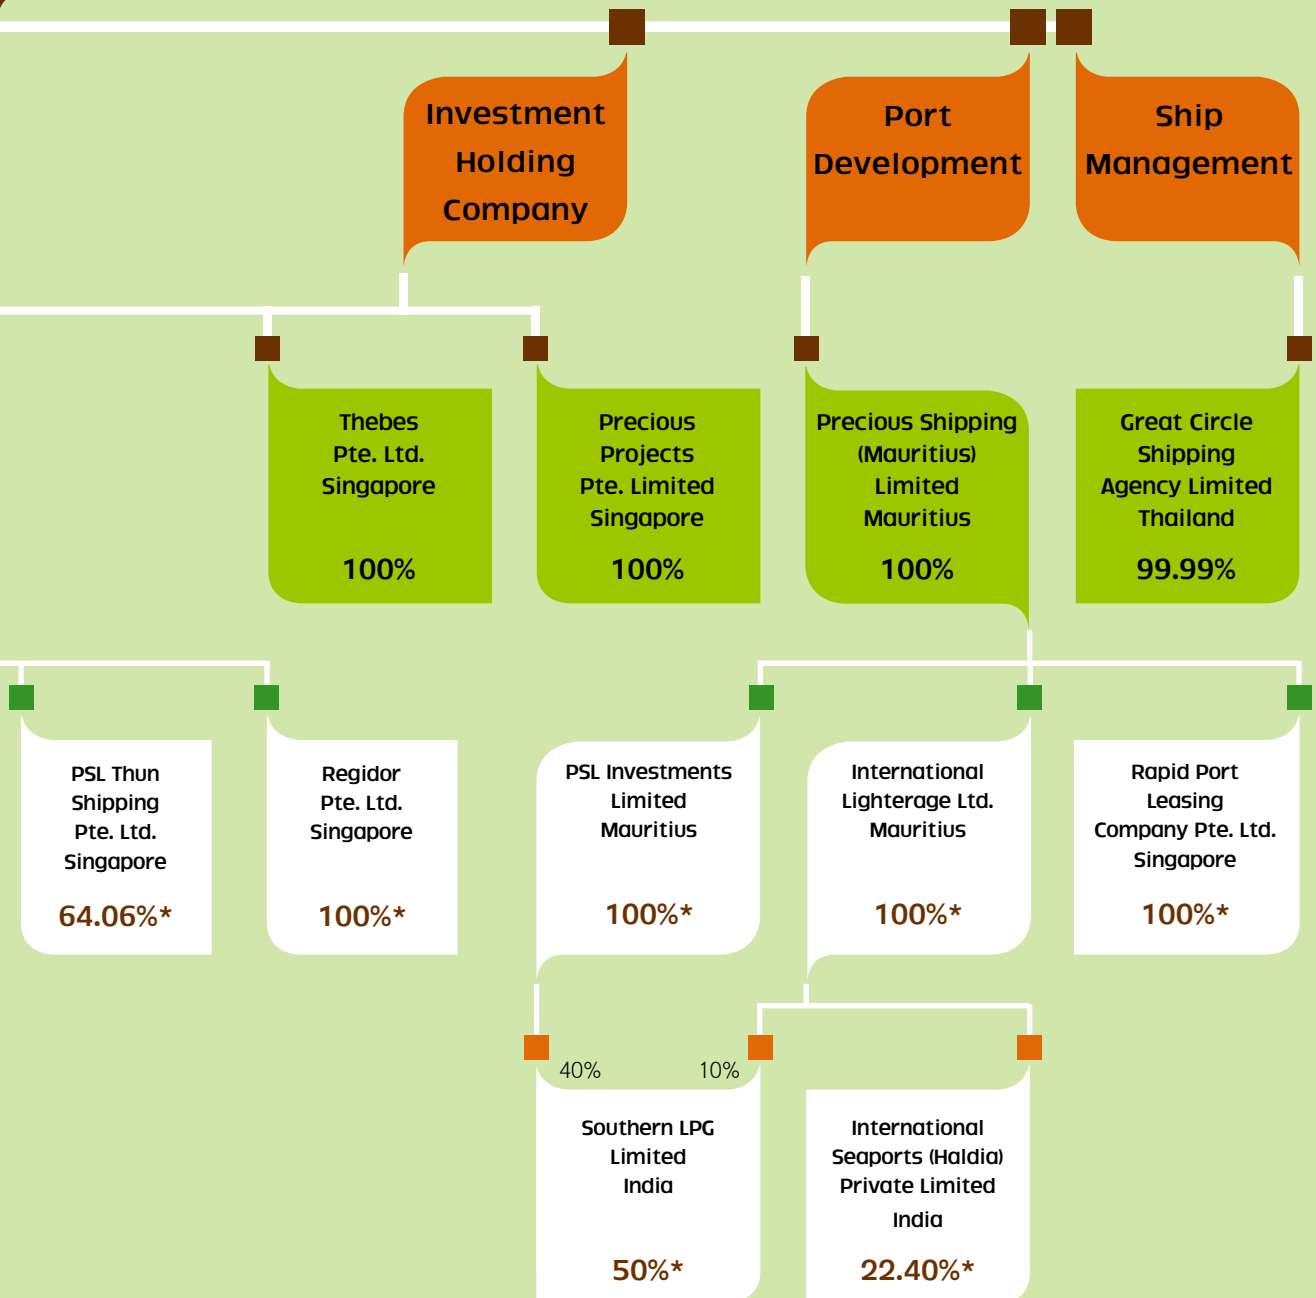 Investment
Holding
Company
Port
Development
Ship
Management
Thebes
Pte. Ltd.
Singapore
100%
Precious
Projects
Pte. Limited
Singapore
100%
Precious Shipping
(Mauritius)
Limited
Mauritius
100%
Great Circle
Shipping
Agency Limited
Thailand
99.99%
PSL Thun
Shipping
Pte. Ltd.
Singapore
64.06%*
Regidor
Pte. Ltd.
Singapore
100%*
PSL Investments
Limited
Mauritius
100%*
International
Lighterage Ltd.
Mauritius
100%*
Rapid Port
Leasing
Company Pte. Ltd.
Singapore
100%*
40%
10%
Southern LPG
Limited
India
50%*
International
Seaports (Haldia)
Private Limited
India
22.40%*